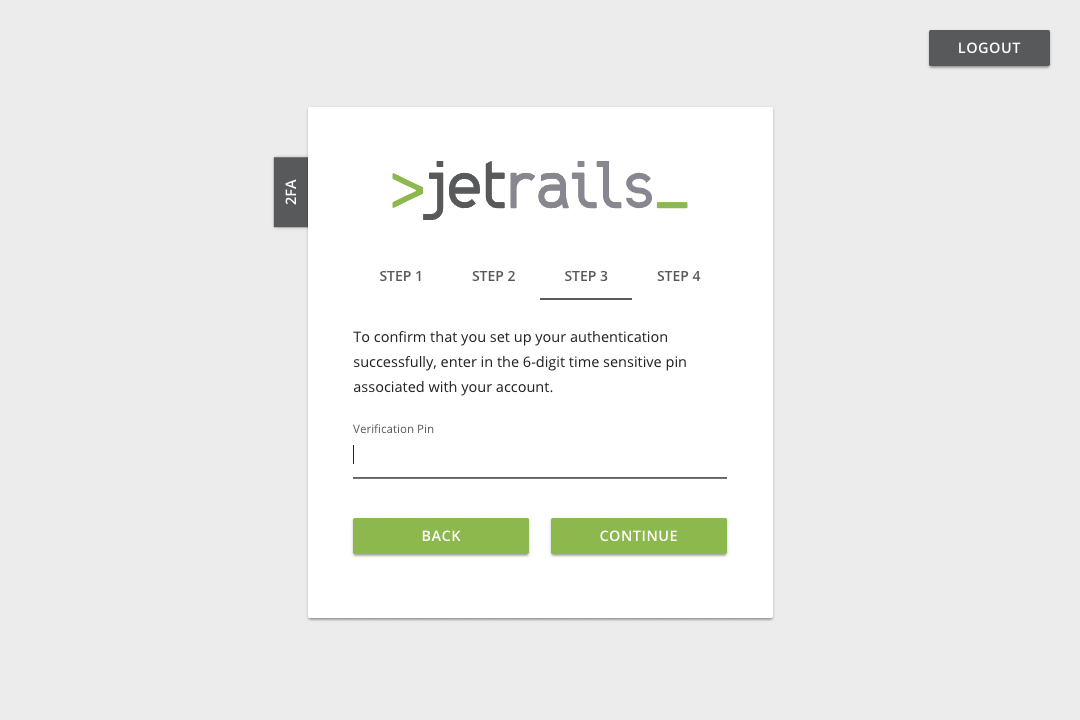 LOGOUT
2FA
>jetrails_
STEP 1 STEP 2 STEP 3 STEP 4
To confirm that you set up your authentication
successfully, enter in the 6-digit time sensitive pin
associated with your account.
Verification Pin
BACK CONTINUE